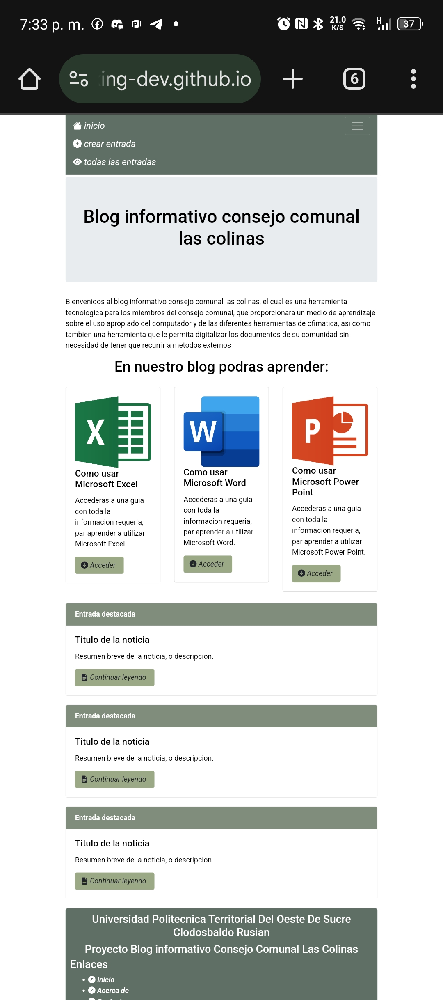 7:33 p. m.
21.0
K/S
H
37
ing-dev.github.io
6
inicio
crear entrada
todas las entradas
Blog informativo consejo comunal
las colinas
Bienvenidos al blog informativo consejo comunal las colinas, el cual es una herramienta
tecnologica para los miembros del consejo comunal, que proporcionara un medio de aprendizaje
sobre el uso apropiado del computador y de las diferentes herramientas de ofimatica, asi como
tambien una herramienta que le permita digitalizar los documentos de su comunidad sin
necesidad de tener que recurrir a metodos externos
En nuestro blog podras aprender:
X
Como usar
Microsoft Excel
Accederas a una guia
con toda la
informacion requeria,
par aprender a utilizar
Microsoft Excel.
Acceder
W
Como usar
Microsoft Word
Accederas a una guia
con toda la
informacion requeria,
par aprender a utilizar
Microsoft Word.
Acceder
P
Como usar
Microsoft Power
Point
Accederas a una guia
con toda la
informacion requeria,
par aprender a utilizar
Microsoft Power Point.
Acceder
Entrada destacada
Titulo de la noticia
Resumen breve de la noticia, o descripcion.
Continuar leyendo
Entrada destacada
Titulo de la noticia
Resumen breve de la noticia, o descripcion.
Continuar leyendo
Entrada destacada
Titulo de la noticia
Resumen breve de la noticia, o descripcion.
Continuar leyendo
Universidad Politecnica Territorial Del Oeste De Sucre
Clodosbaldo Rusian
Proyecto Blog informativo Consejo Comunal Las Colinas
Enlaces
Inicio
Acerca de